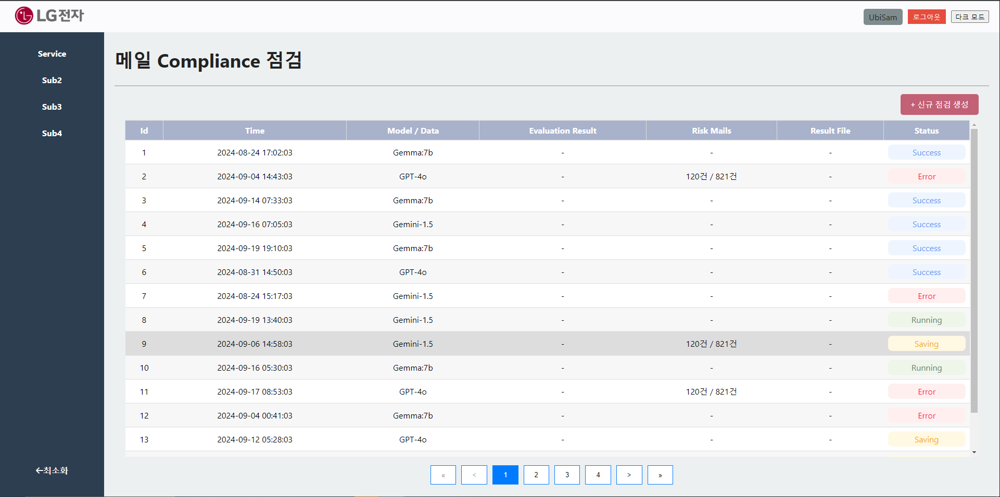 LG전자
UbiSam 로그아웃 다크 모드
Service
Sub2
Sub3
Sub4
←최소화
메일 Compliance 점검
+ 신규 점검 생성
Id Time Model / Data Evaluation Result Risk Mails Result File Status
1 2024-08-24 17:02:03 Gemma:7b - - - Success
2 2024-09-04 14:43:03 GPT-4o - 120건 / 821건 - Error
3 2024-09-14 07:33:03 Gemma:7b - - - Success
4 2024-09-16 07:05:03 Gemini-1.5 - - - Success
5 2024-09-19 19:10:03 Gemma:7b - - - Success
6 2024-08-31 14:50:03 GPT-4o - - - Success
7 2024-08-24 15:17:03 Gemini-1.5 - - - Error
8 2024-09-19 13:40:03 Gemini-1.5 - - - Running
9 2024-09-06 14:58:03 Gemini-1.5 - 120건 / 821건 - Saving
10 2024-09-16 05:30:03 Gemma:7b - - - Running
11 2024-09-17 08:53:03 GPT-4o - 120건 / 821건 - Error
12 2024-09-04 00:41:03 Gemma:7b - - - Error
13 2024-09-12 05:28:03 GPT-4o - - - Saving
« < 1 2 3 4 > »